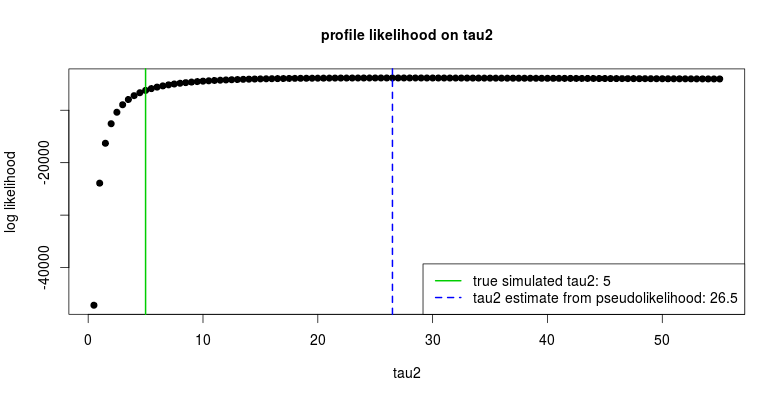 profile likelihood on tau2
log likelihood
-20000
-40000
true simulated tau2: 5
tau2 estimate from pseudolikelihood: 26.5
0 10 20 30 40 50
tau2